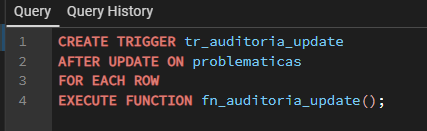 Query Query History
1 CREATE TRIGGER tr_auditoria_update
2 AFTER UPDATE ON problematicas
3 FOR EACH ROW
4 EXECUTE FUNCTION fn_auditoria_update();